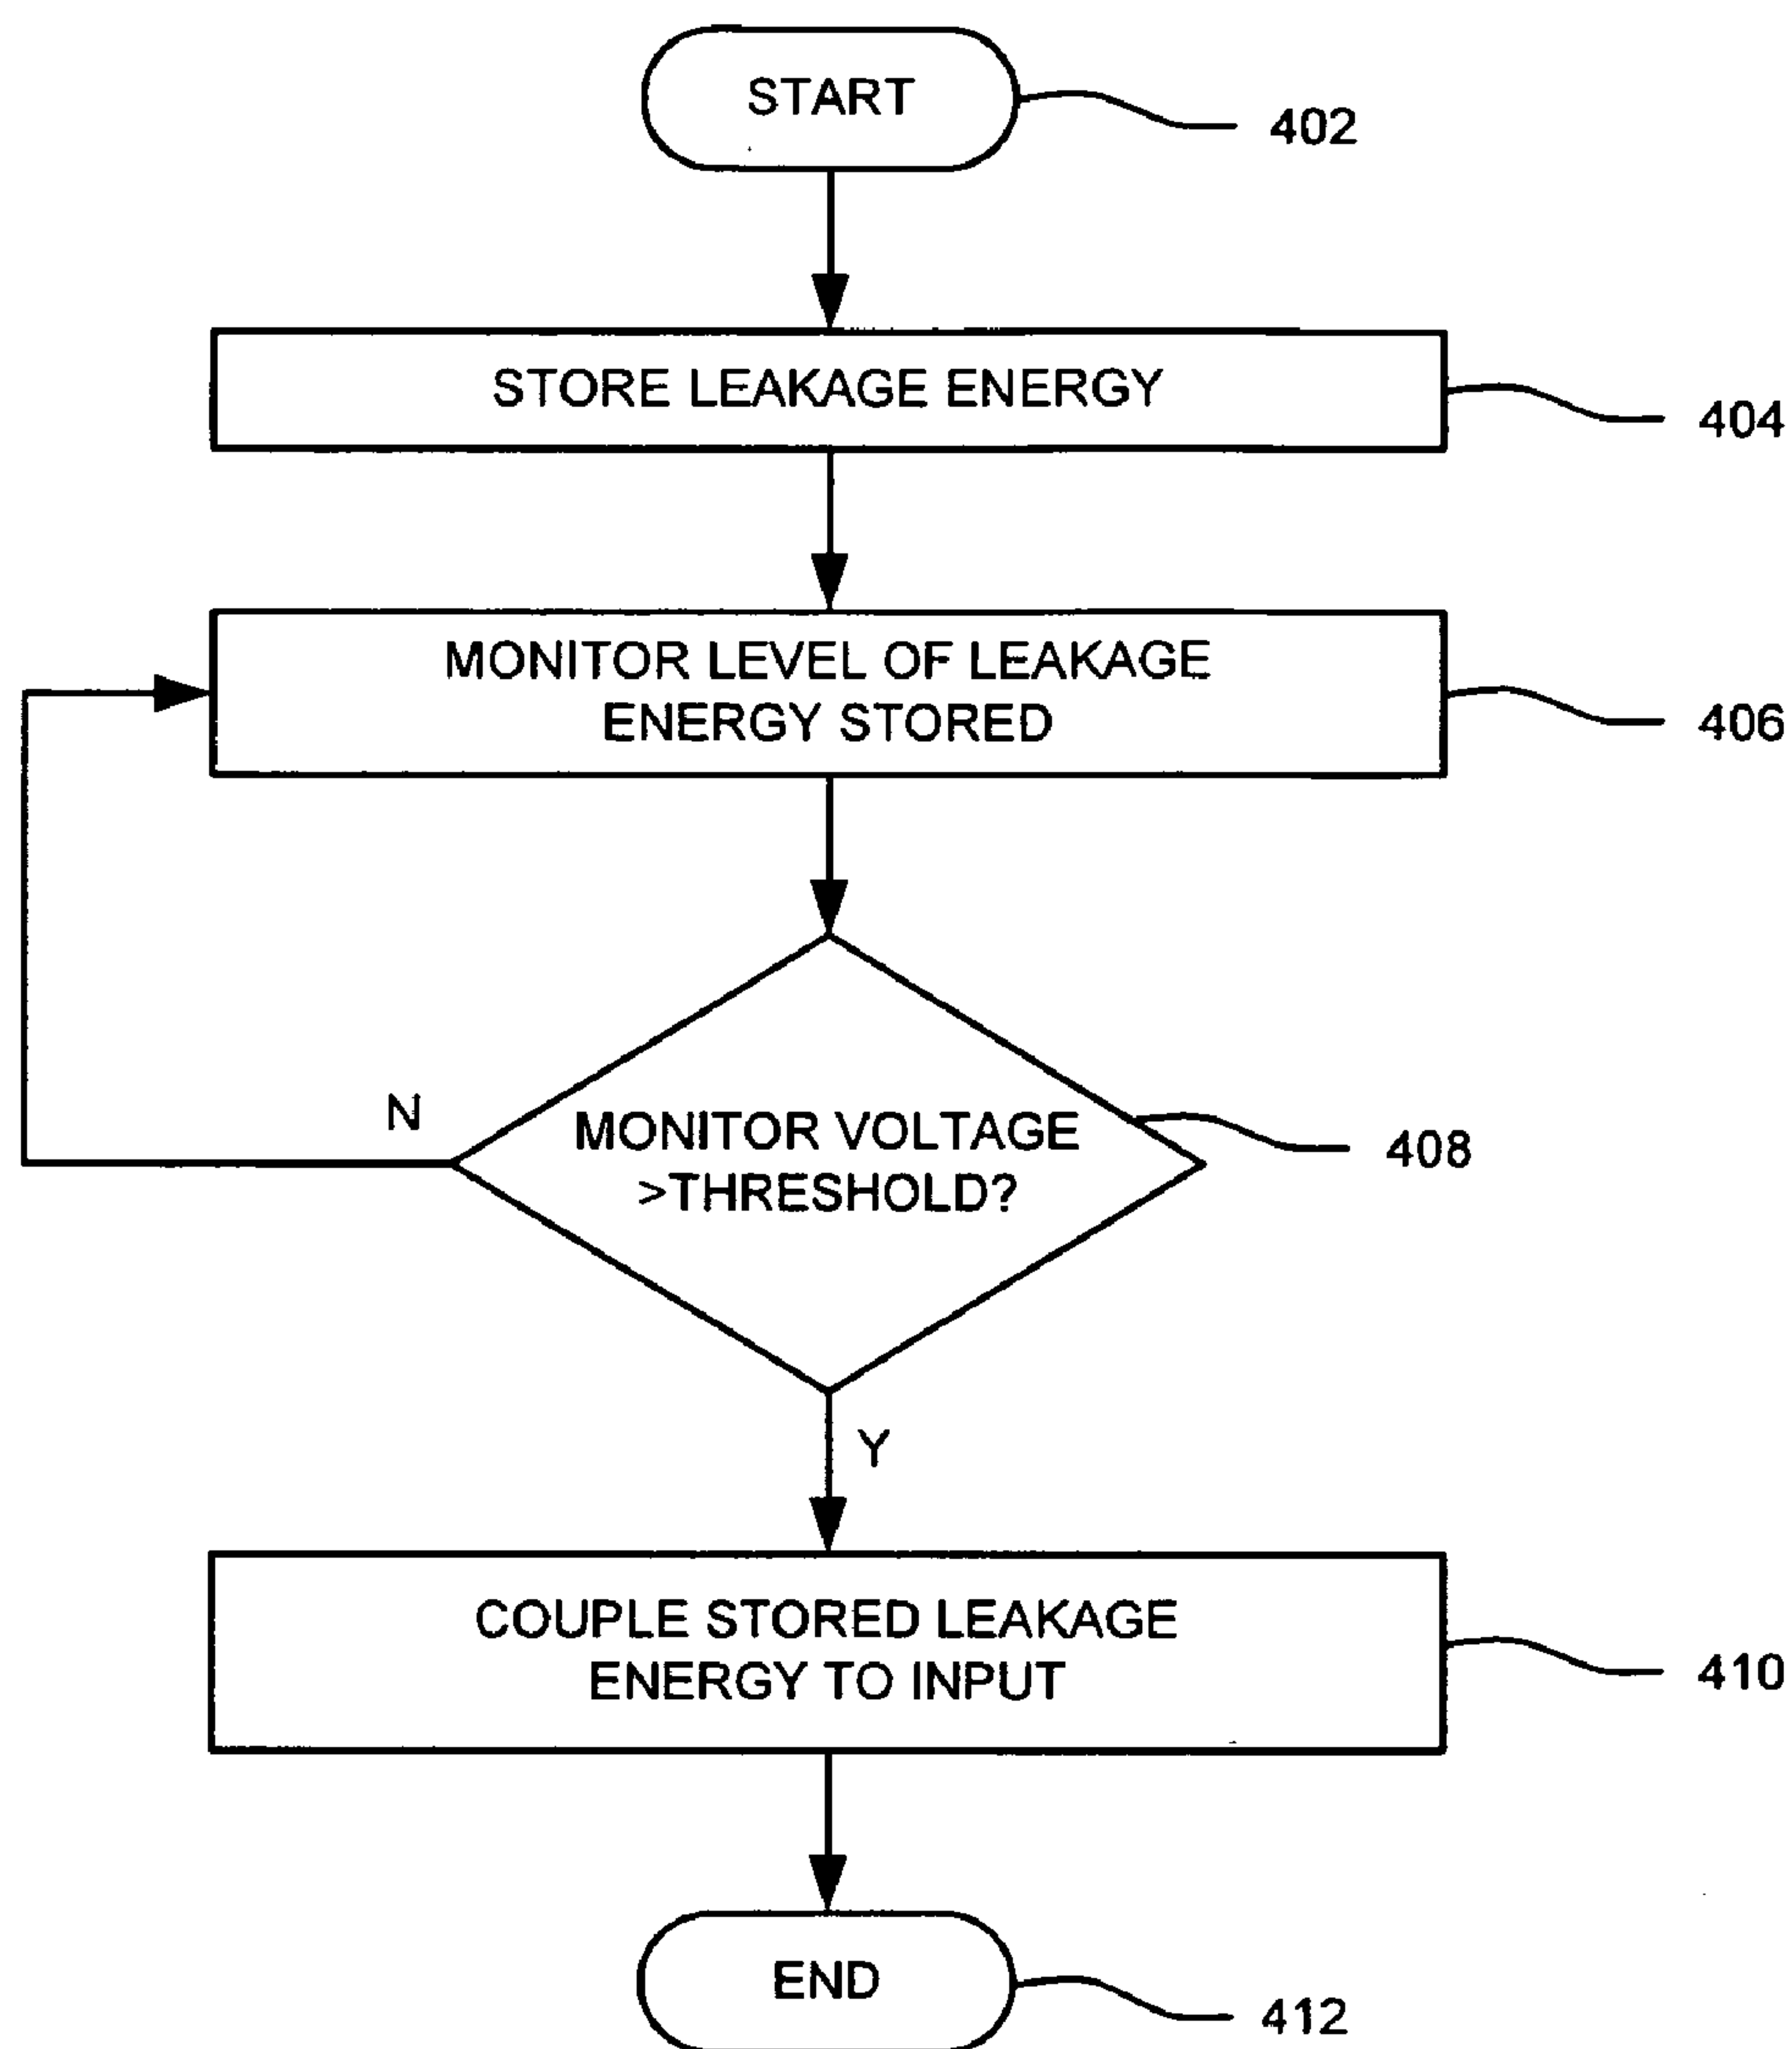 START
402
STORE LEAKAGE ENERGY
404
MONITOR LEVEL OF LEAKAGE
ENERGY STORED
406
N
MONITOR VOLTAGE
>THRESHOLD?
408
Y
COUPLE STORED LEAKAGE
ENERGY TO INPUT
410
END
412